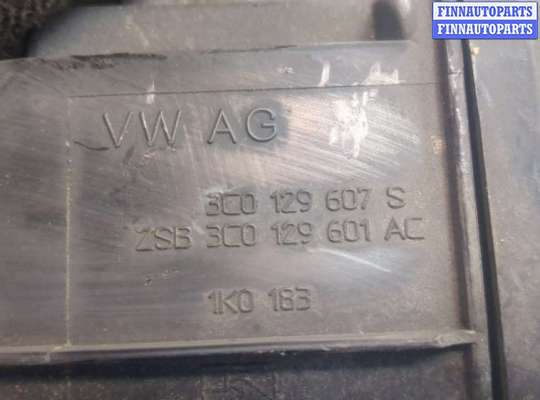 FINNAUTOPARTS
FINNAUTOPARTS
VW AG
3C0 129 607 S
ZSB 3C0 129 601 AC
1K0 183